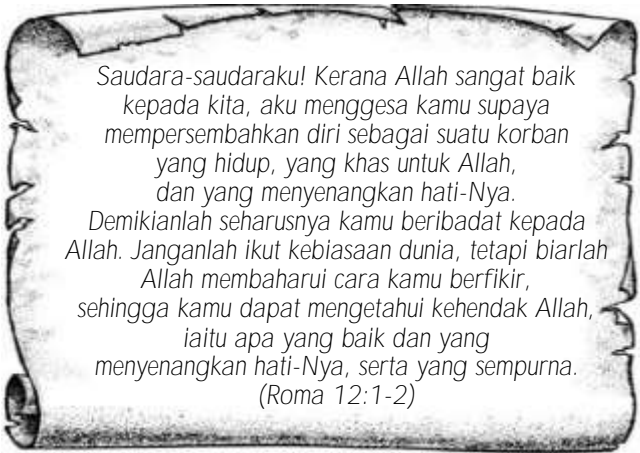 Saudara-saudaraku! Kerana Allah sangat baik
kepada kita, aku menggesa kamu supaya
mempersembahkan diri sebagai suatu korban
yang hidup, yang khas untuk Allah,
dan yang menyenangkan hati-Nya.
Demikianlah seharusnya kamu beribadat kepada
Allah. Janganlah ikut kebiasaan dunia, tetapi biarlah
Allah membaharui cara kamu berfikir,
sehingga kamu dapat mengetahui kehendak Allah,
iaitu apa yang baik dan yang
menyenangkan hati-Nya, serta yang sempurna.
(Roma 12:1-2)